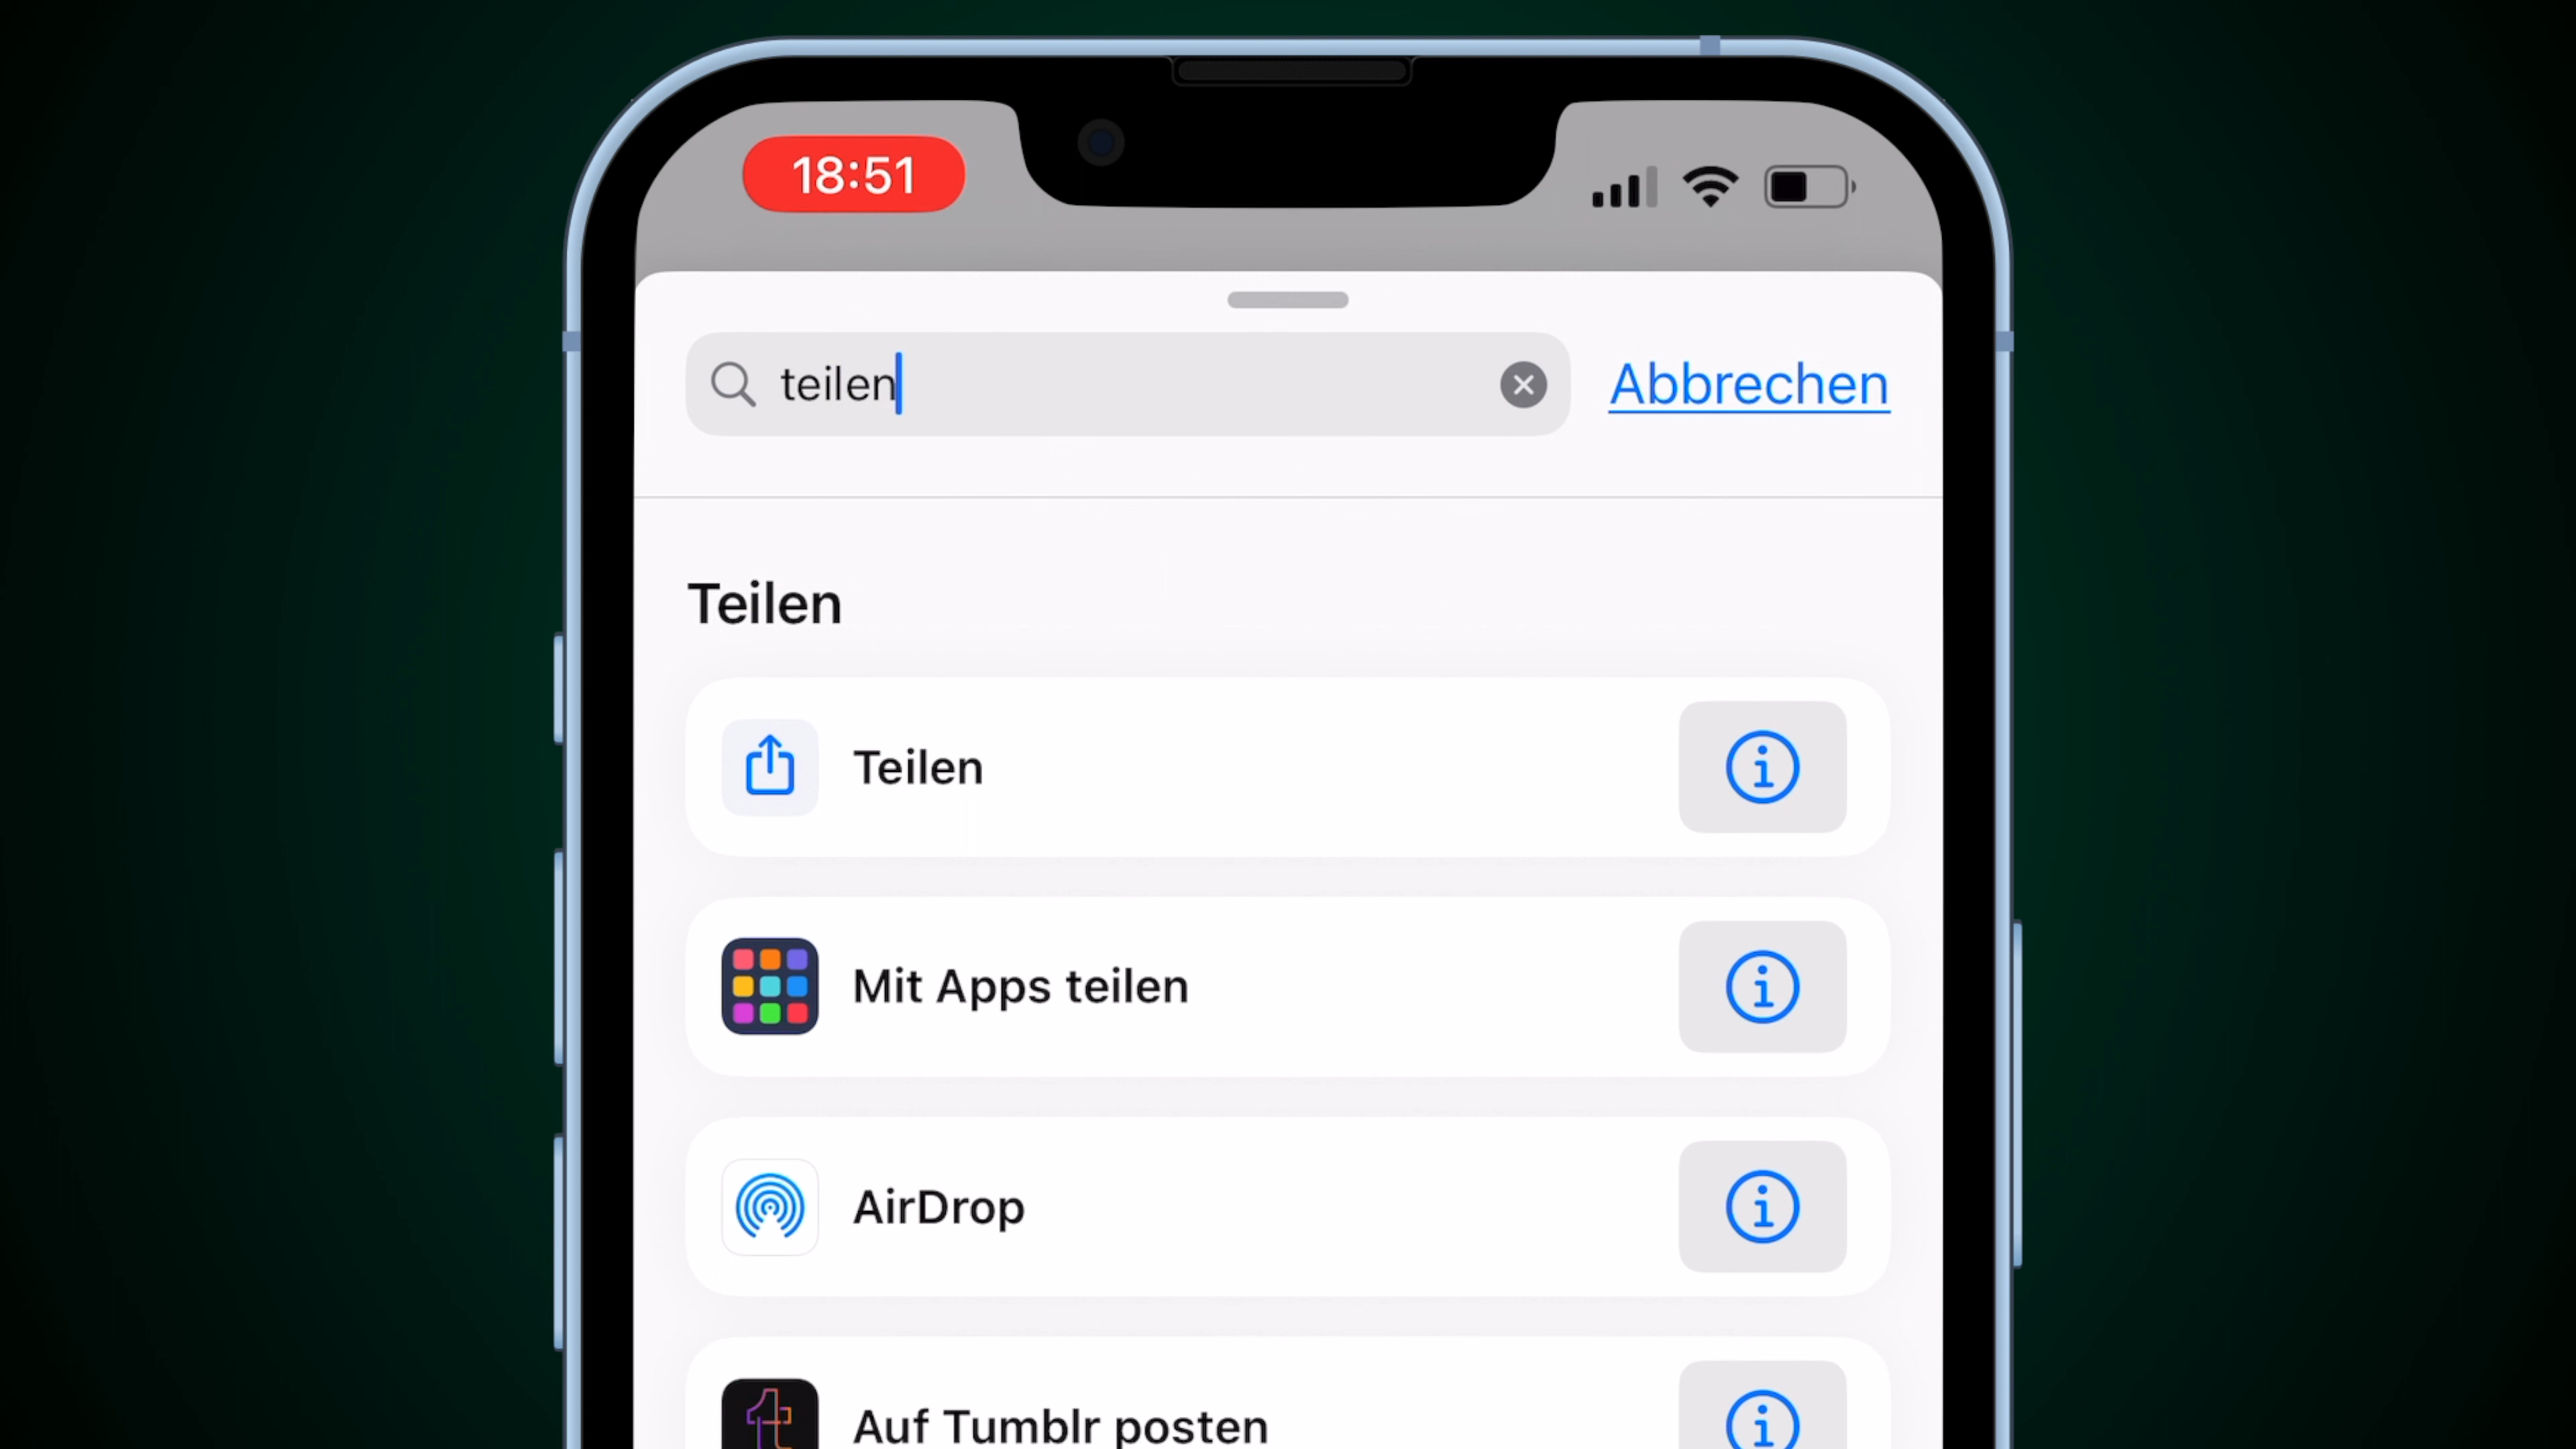 18:51
teilen
Abbrechen
Teilen
Teilen
Mit Apps teilen
AirDrop
Auf Tumblr posten